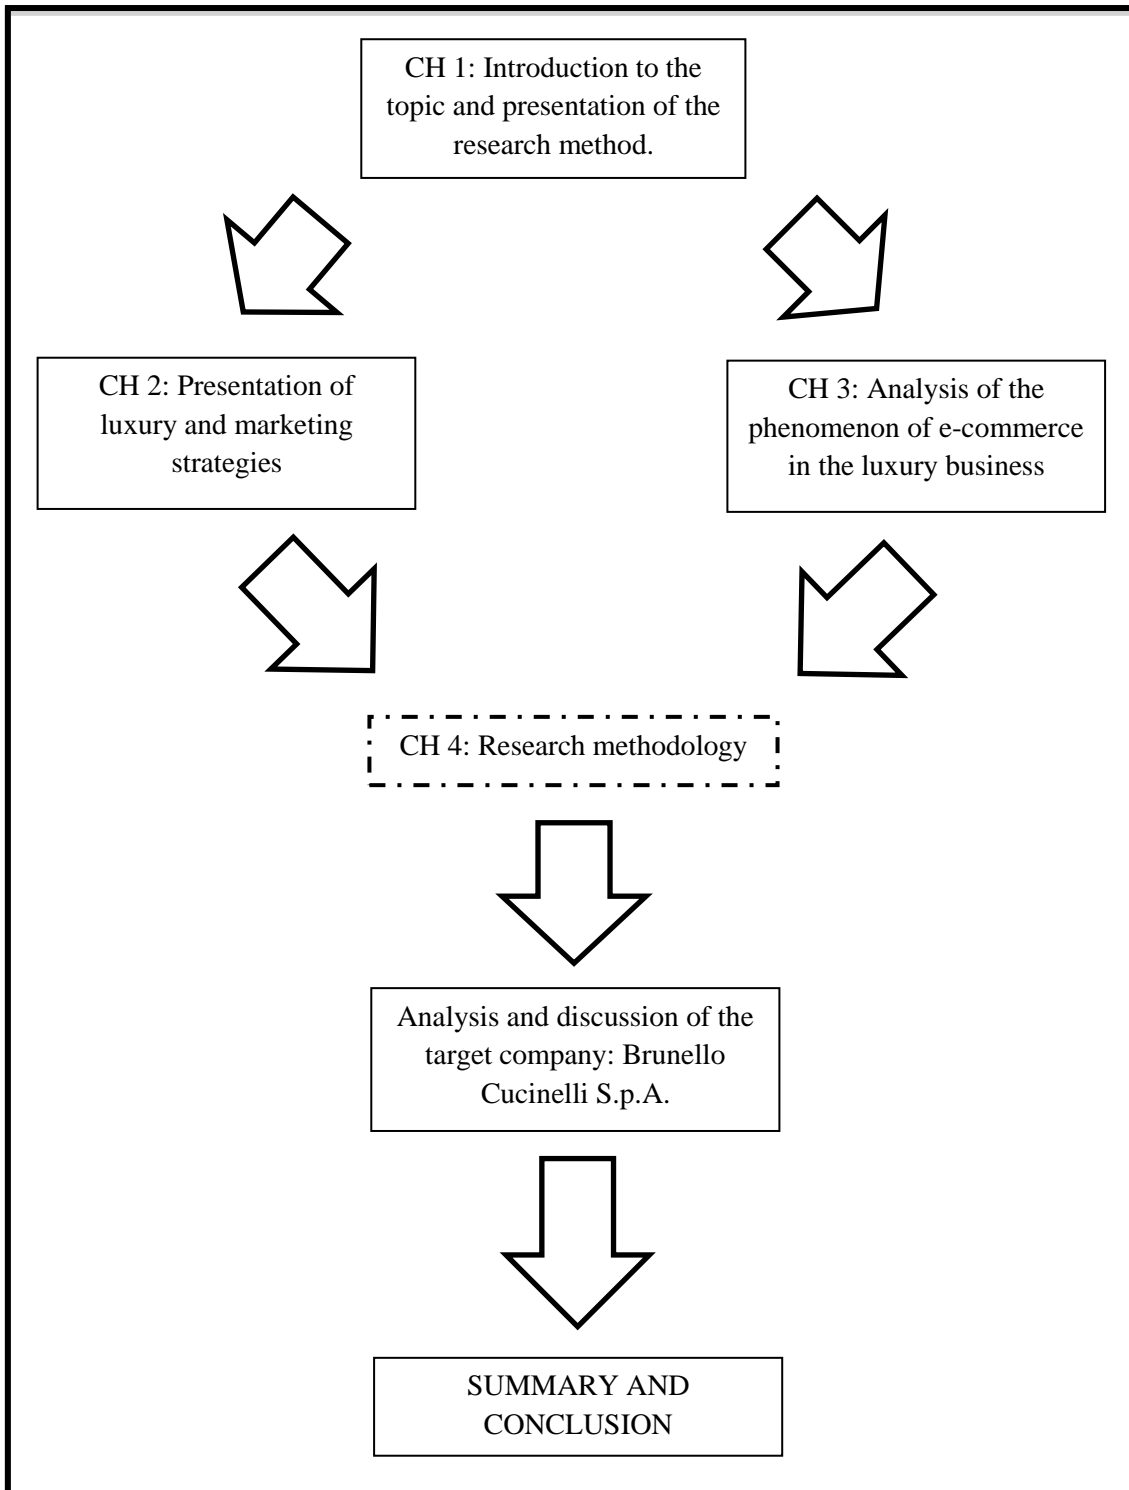 CH 1: Introduction to the
topic and presentation of the
research method.
CH 2: Presentation of
luxury and marketing
strategies
CH 3: Analysis of the
phenomenon of e-commerce
in the luxury business
CH 4: Research methodology
Analysis and discussion of the
target company: Brunello
Cucinelli S.p.A.
SUMMARY AND
CONCLUSION